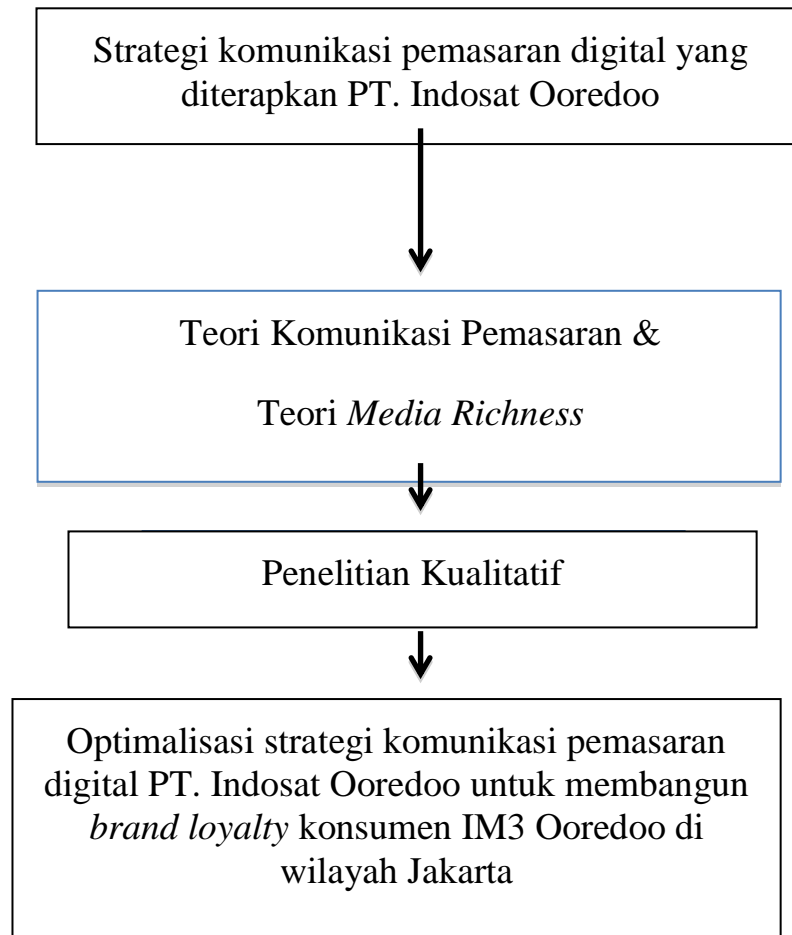 Strategi komunikasi pemasaran digital yang
diterapkan PT. Indosat Ooredoo
Teori Komunikasi Pemasaran &
Teori Media Richness
Penelitian Kualitatif
Optimalisasi strategi komunikasi pemasaran
digital PT. Indosat Ooredoo untuk membangun
brand loyalty konsumen IM3 Ooredoo di
wilayah Jakarta